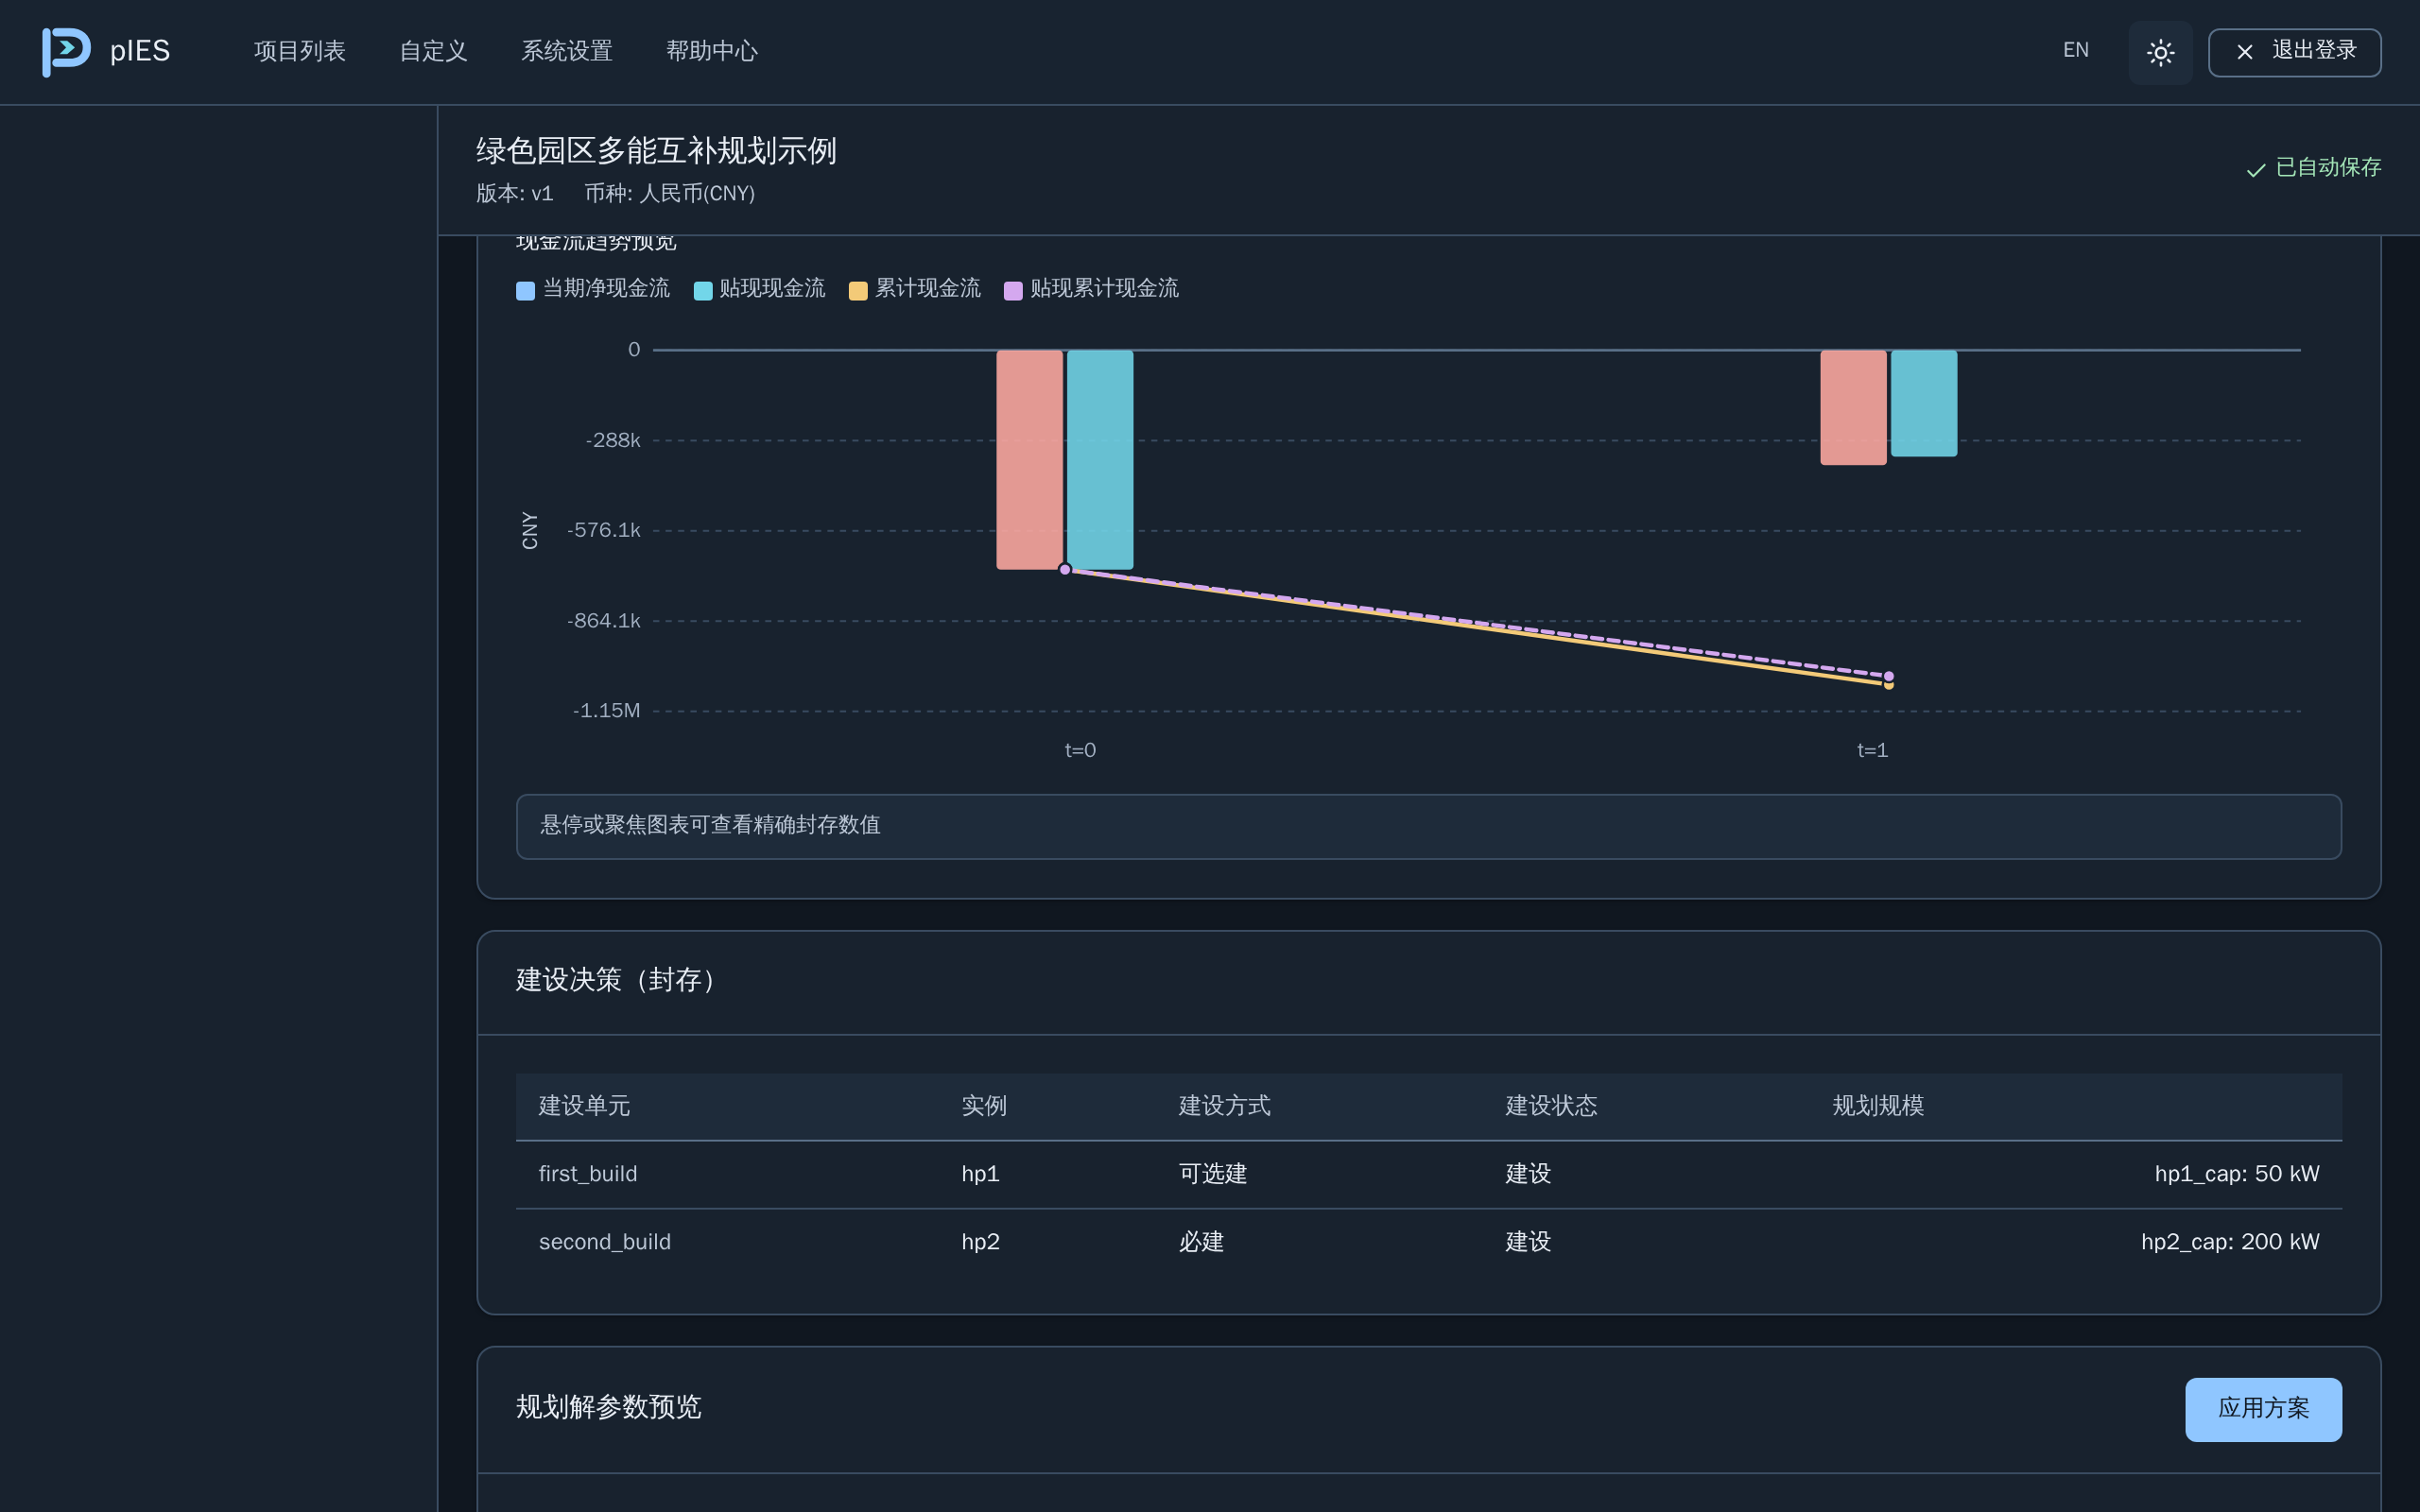 pIES 项目列表 自定义 系统设置 帮助中心 EN 退出登录
绿色园区多能互补规划示例
版本: v1 币种: 人民币(CNY)
已自动保存
现金流趋势预览
当期净现金流 贴现现金流 累计现金流 贴现累计现金流
0
-288k
-576.1k
-864.1k
-1.15M
CNY
t=0 t=1
悬停或聚焦图表可查看精确封存数值
建设决策（封存）
建设单元 实例 建设方式 建设状态 规划规模
first_build hp1 可选建 建设 hp1_cap: 50 kW
second_build hp2 必建 建设 hp2_cap: 200 kW
规划解参数预览
应用方案